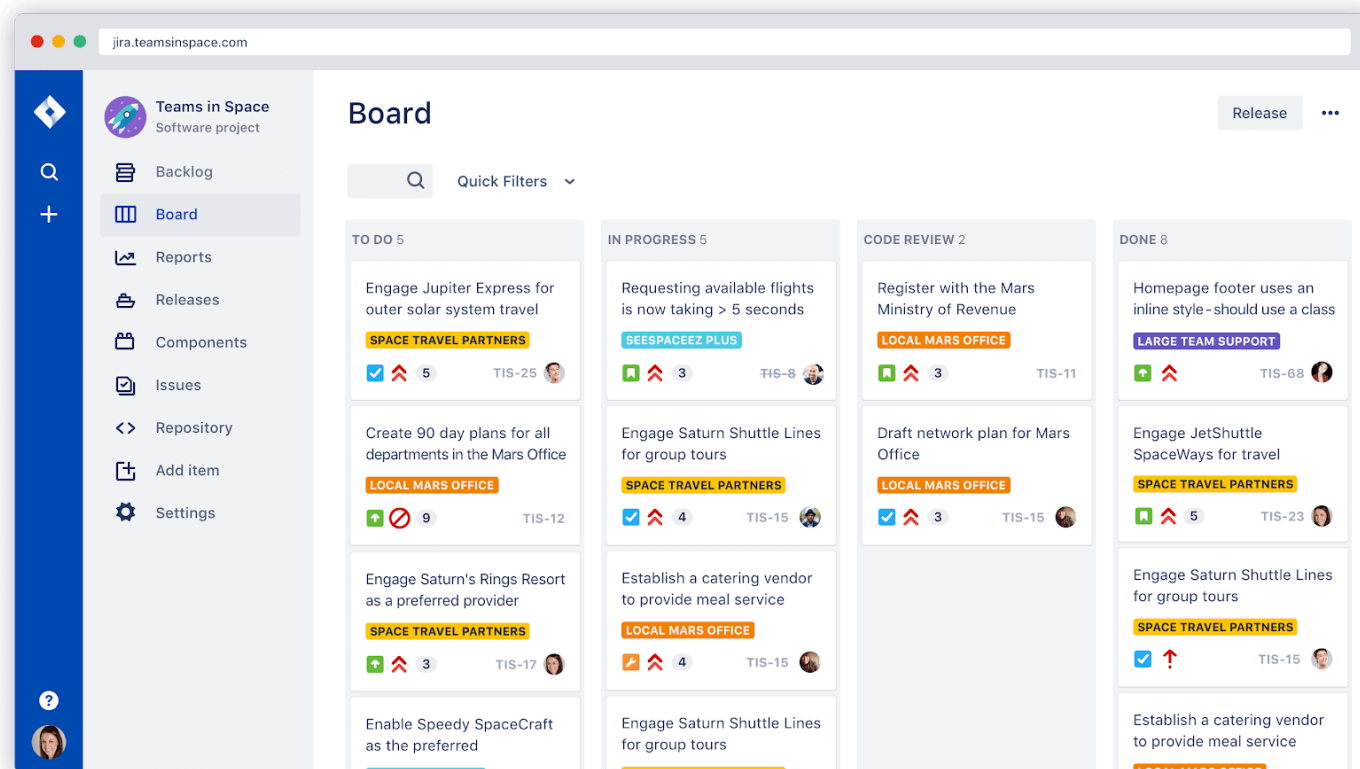 jira.teamsinspace.com
Teams in Space
Software project
Backlog
Board
Reports
Releases
Components
Issues
Repository
Add item
Settings
?
Board
Release
Quick Filters
TO DO 5
Engage Jupiter Express for
outer solar system travel
SPACE TRAVEL PARTNERS
5 TIS-25
Create 90 day plans for all
departments in the Mars Office
LOCAL MARS OFFICE
9 TIS-12
Engage Saturn's Rings Resort
as a preferred provider
SPACE TRAVEL PARTNERS
3 TIS-17
Enable Speedy SpaceCraft
as the preferred
IN PROGRESS 5
Requesting available flights
is now taking > 5 seconds
SEESPACEEZ PLUS
3 TIS-8
Engage Saturn Shuttle Lines
for group tours
SPACE TRAVEL PARTNERS
4 TIS-15
Establish a catering vendor
to provide meal service
LOCAL MARS OFFICE
4 TIS-15
Engage Saturn Shuttle Lines
for group tours
CODE REVIEW 2
Register with the Mars
Ministry of Revenue
LOCAL MARS OFFICE
3 TIS-11
Draft network plan for Mars
Office
LOCAL MARS OFFICE
3 TIS-15
DONE 8
Homepage footer uses an
inline style-should use a class
LARGE TEAM SUPPORT
TIS-68
Engage JetShuttle
SpaceWays for travel
SPACE TRAVEL PARTNERS
5 TIS-23
Engage Saturn Shuttle Lines
for group tours
SPACE TRAVEL PARTNERS
TIS-15
Establish a catering vendor
to provide meal service